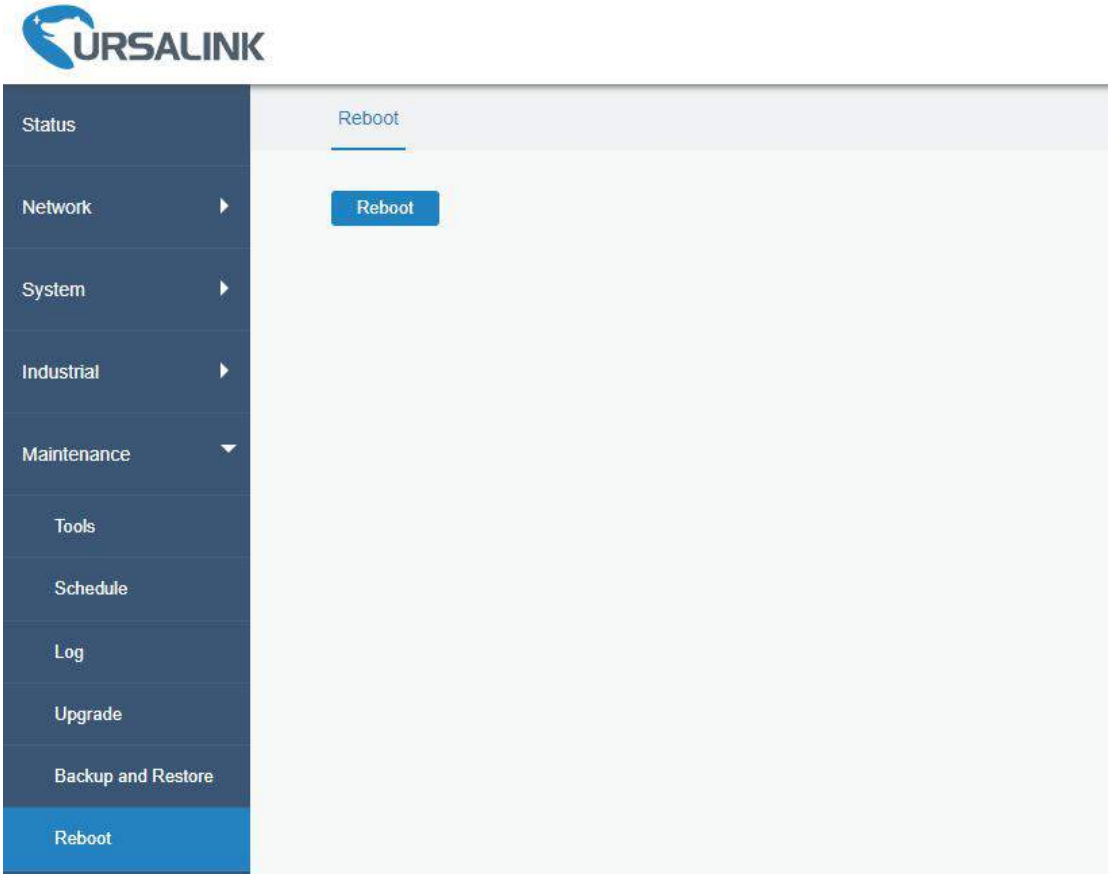 URSALINK
Status
Reboot
Network
Reboot
System
Industrial
Maintenance
Tools
Schedule
Log
Upgrade
Backup and Restore
Reboot